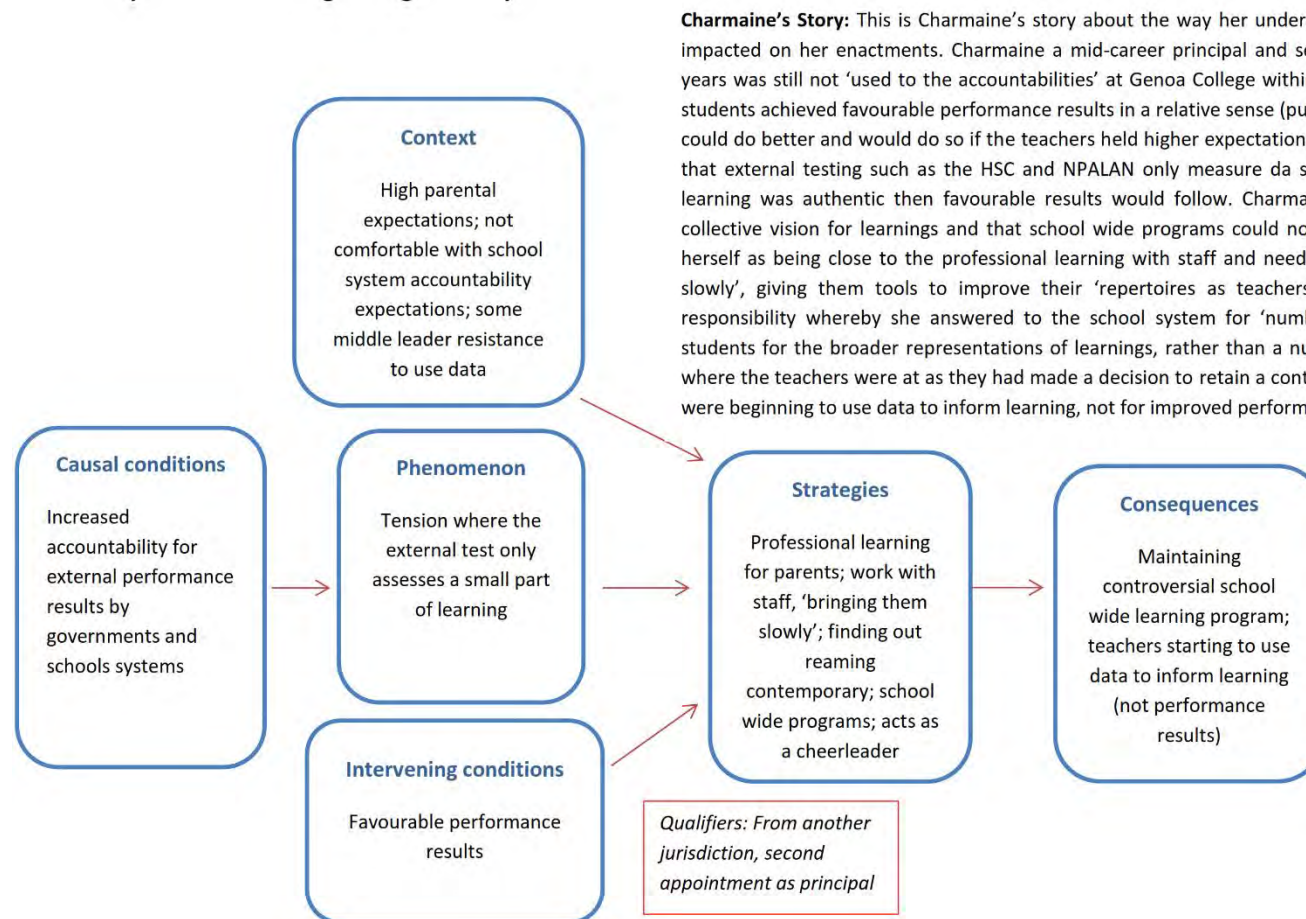 Charmaine's Story: This is Charmaine's story about the way her under
impacted on her enactments. Charmaine a mid-career principal and se
years was still not 'used to the accountabilities' at Genoa College withi
students achieved favourable performance results in a relative sense (pu
could do better and would do so if the teachers held higher expectation
that external testing such as the HSC and NPALAN only measure da s
learning was authentic then favourable results would follow. Charma
collective vision for learnings and that school wide programs could no
herself as being close to the professional learning with staff and need
slowly', giving them tools to improve their 'repertoires as teachers
responsibility whereby she answered to the school system for 'numl
students for the broader representations of learnings, rather than a nu
where the teachers were at as they had made a decision to retain a cont
were beginning to use data to inform learning, not for improved perform
Context
High parental
expectations; not
comfortable with school
system accountability
expectations; some
middle leader resistance
to use data
Causal conditions
Increased
accountability for
external performance
results by
governments and
schools systems
Phenomenon
Tension where the
external test only
assesses a small part
of learning
Intervening conditions
Favourable performance
results
Strategies
Professional learning
for parents; work with
staff, 'bringing them
slowly'; finding out
reaming
contemporary; school
wide programs; acts as
a cheerleader
Consequences
Maintaining
controversial school
wide learning program;
teachers starting to use
data to inform learning
(not performance
results)
Qualifiers: From another
jurisdiction, second
appointment as principal